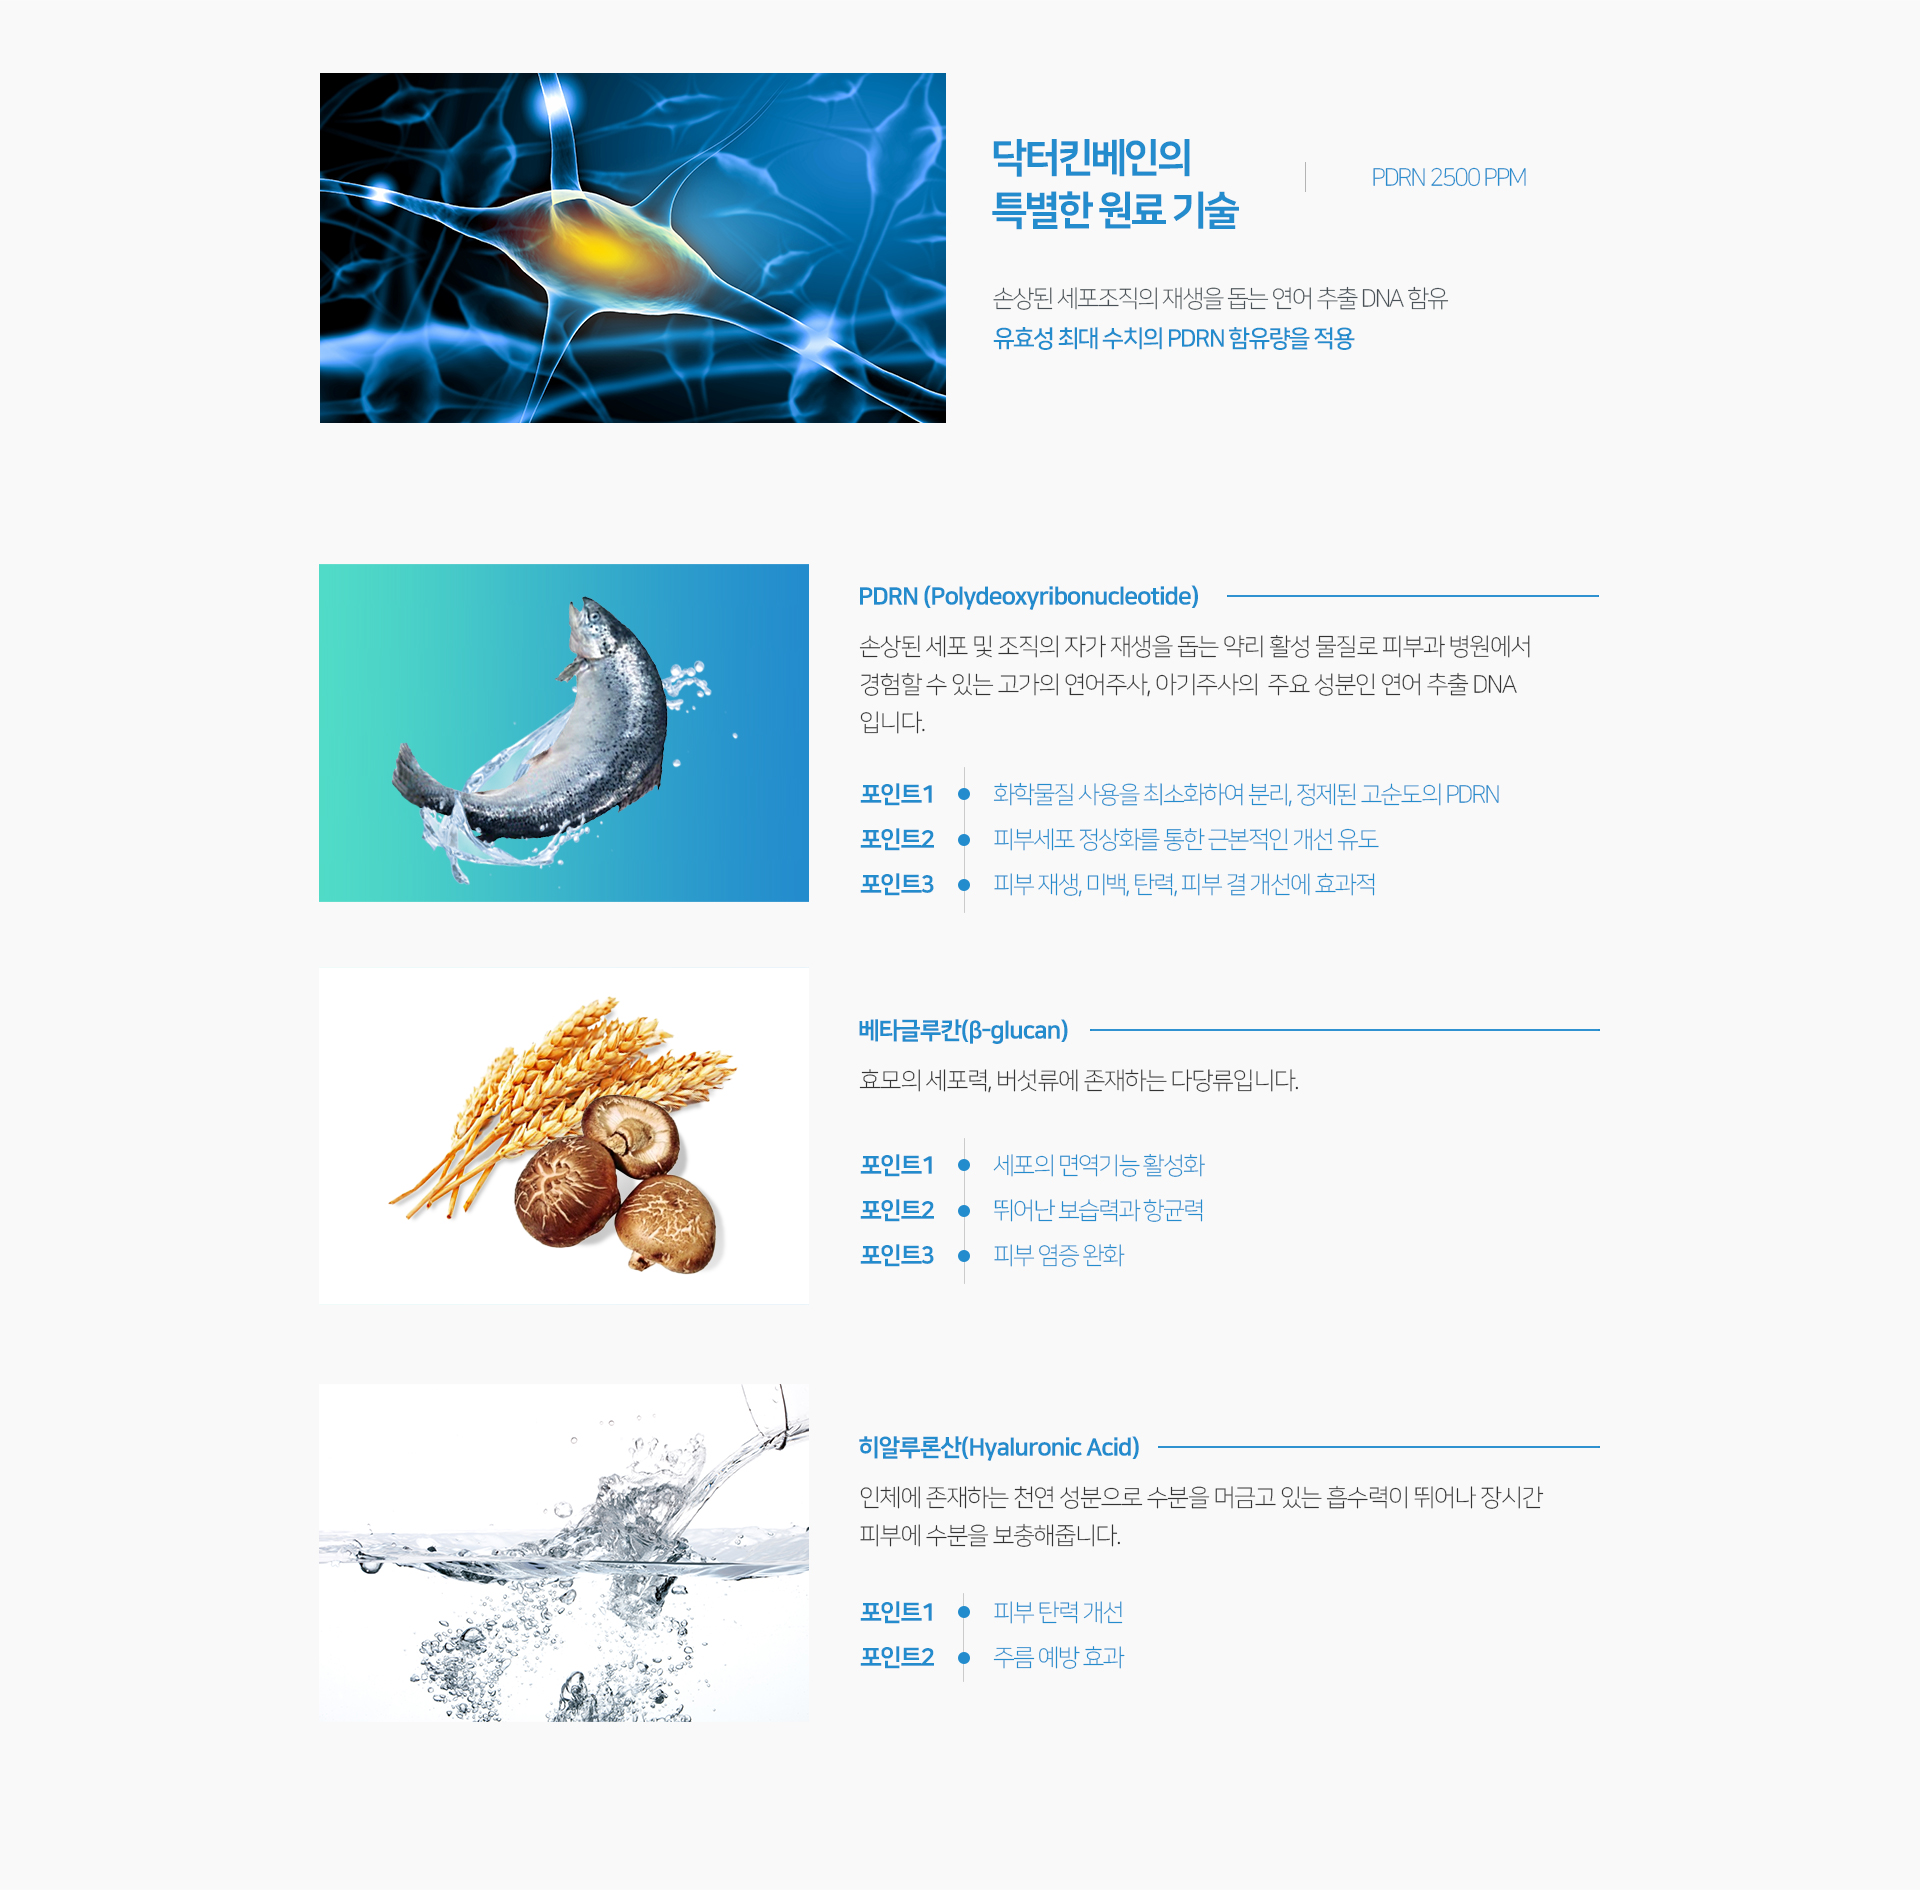 닥터킨베인의
특별한 원료 기술
PDRN 2500 PPM
손상된 세포조직의 재생을 돕는 연어 추출 DNA 함유
유효성 최대 수치의 PDRN 함유량을 적용
PDRN (Polydeoxyribonucleotide)
손상된 세포 및 조직의 자가 재생을 돕는 약리 활성 물질로 피부과 병원에서
경험할 수 있는 고가의 연어주사, 아기주사의 주요 성분인 연어 추출 DNA
입니다.
포인트1 화학물질 사용을 최소화하여 분리, 정제된 고순도의 PDRN
포인트2 피부세포 정상화를 통한 근본적인 개선 유도
포인트3 피부 재생, 미백, 탄력, 피부 결 개선에 효과적
베타글루칸(β-glucan)
효모의 세포력, 버섯류에 존재하는 다당류입니다.
포인트1 세포의 면역기능 활성화
포인트2 뛰어난 보습력과 항균력
포인트3 피부 염증 완화
히알루론산(Hyaluronic Acid)
인체에 존재하는 천연 성분으로 수분을 머금고 있는 흡수력이 뛰어나 장시간
피부에 수분을 보충해줍니다.
포인트1 피부 탄력 개선
포인트2 주름 예방 효과